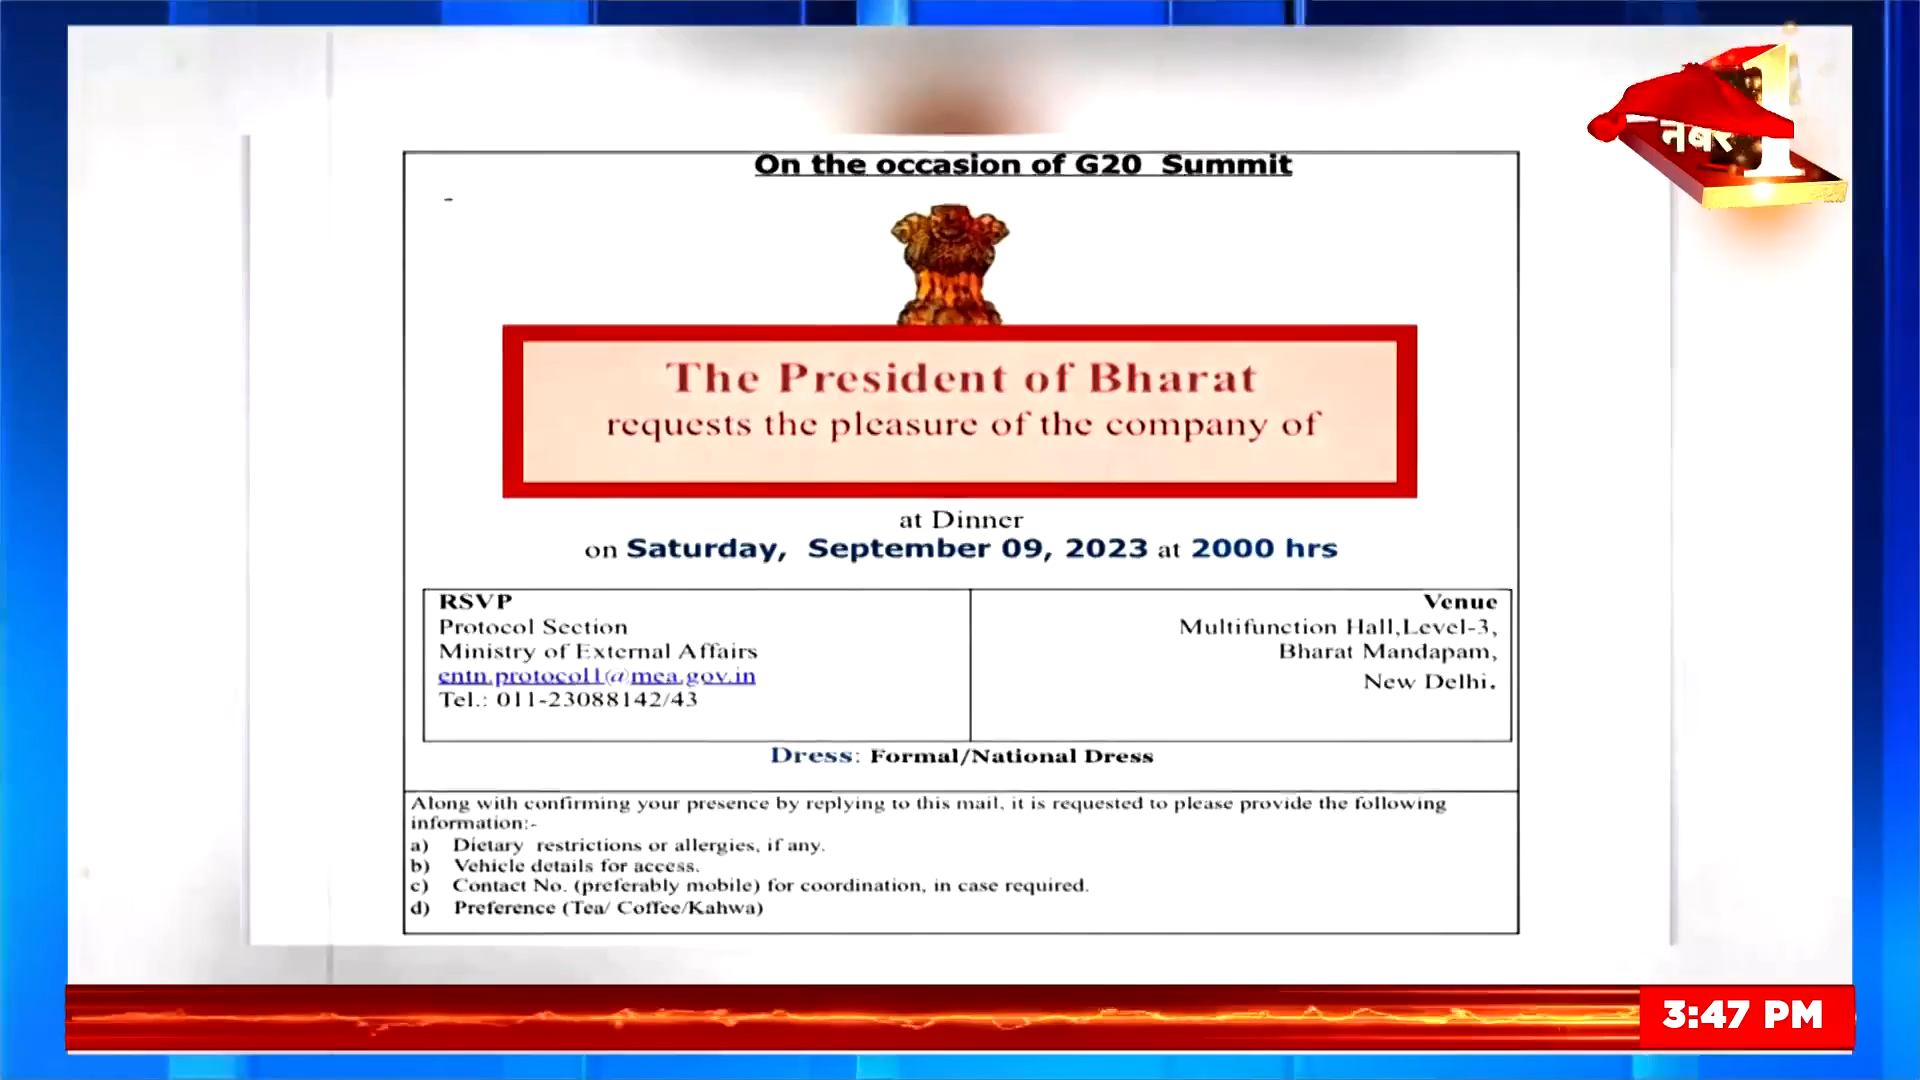 On the occasion of G20 Summit
नंबर 1
The President of Bharat
requests the pleasure of the company of
at Dinner
on Saturday, September 09, 2023 at 2000 hrs
RSVP
Protocol Section
Ministry of External Affairs
entn.protocol1@mea.gov.in
Tel.: 011-23088142/43
Venue
Multifunction Hall,Level-3,
Bharat Mandapam,
New Delhi.
Dress: Formal/National Dress
Along with confirming your presence by replying to this mail, it is requested to please provide the following
information:-
a) Dietary restrictions or allergies, if any.
b) Vehicle details for access.
c) Contact No. (preferably mobile) for coordination, in case required.
d) Preference (Tea/ Coffee/Kahwa)
3:47 PM